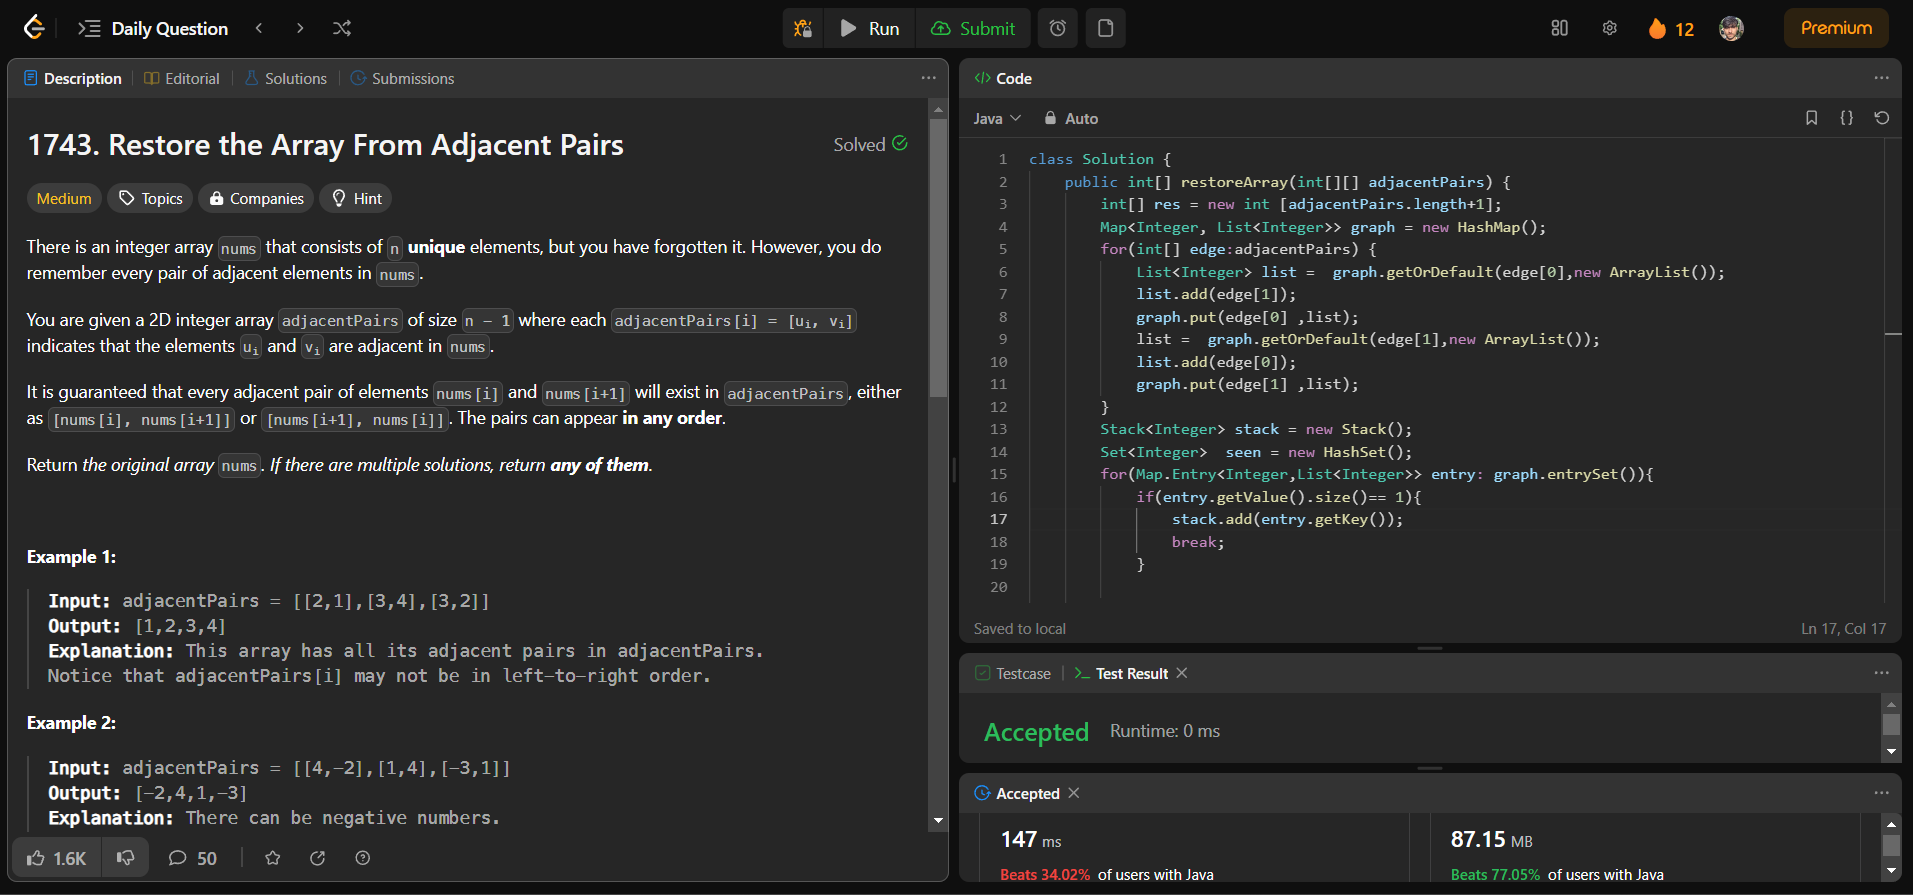 Daily Question
Run
Submit
12
Premium
Description
Editorial
Solutions
Submissions
1743. Restore the Array From Adjacent Pairs
Solved
Medium
Topics
Companies
Hint
There is an integer array nums that consists of n unique elements, but you have forgotten it. However, you do
remember every pair of adjacent elements in nums.
You are given a 2D integer array adjacentPairs of size n - 1 where each adjacentPairs[i] = [ui, vi]
indicates that the elements ui and vi are adjacent in nums.
It is guaranteed that every adjacent pair of elements nums[i] and nums[i+1] will exist in adjacentPairs, either
as [nums[i], nums[i+1]] or [nums[i+1], nums[i]]. The pairs can appear in any order.
Return the original array nums. If there are multiple solutions, return any of them.
Example 1:
Input: adjacentPairs = [[2,1],[3,4],[3,2]]
Output: [1,2,3,4]
Explanation: This array has all its adjacent pairs in adjacentPairs.
Notice that adjacentPairs[i] may not be in left-to-right order.
Example 2:
Input: adjacentPairs = [[4,-2],[1,4],[-3,1]]
Output: [-2,4,1,-3]
Explanation: There can be negative numbers.
1.6K
50
</> Code
Java
Auto
1 class Solution {
2 public int[] restoreArray(int[][] adjacentPairs) {
3 int[] res = new int [adjacentPairs.length+1];
4 Map<Integer, List<Integer>> graph = new HashMap();
5 for(int[] edge:adjacentPairs) {
6 List<Integer> list =  graph.getOrDefault(edge[0],new ArrayList());
7 list.add(edge[1]);
8 graph.put(edge[0] ,list);
9 list =  graph.getOrDefault(edge[1],new ArrayList());
10 list.add(edge[0]);
11 graph.put(edge[1] ,list);
12 }
13 Stack<Integer> stack = new Stack();
14 Set<Integer>  seen = new HashSet();
15 for(Map.Entry<Integer,List<Integer>> entry: graph.entrySet()){
16 if(entry.getValue().size()== 1){
17 stack.add(entry.getKey());
18 break;
19 }
20
Saved to local
Ln 17, Col 17
Testcase
Test Result
Accepted
Runtime: 0 ms
Accepted
147 ms
Beats 34.02% of users with Java
87.15 MB
Beats 77.05% of users with Java